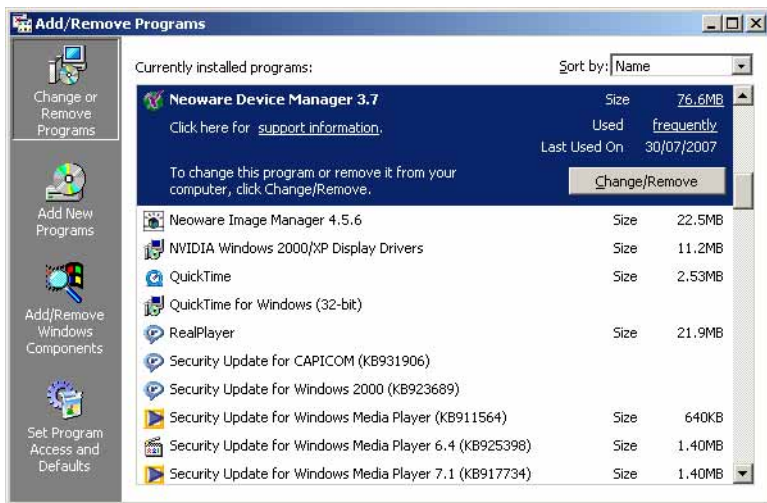 Add/Remove Programs
Change or
Remove
Programs
Add New
Programs
Add/Remove
Windows
Components
Set Program
Access and
Defaults
Currently installed programs:
Sort by: Name
Neoware Device Manager 3.7 Size 76.6MB
Click here for support information. Used frequently
Last Used On 30/07/2007
To change this program or remove it from your
computer, click Change/Remove.
Change/Remove
Neoware Image Manager 4.5.6 Size 22.5MB
NVIDIA Windows 2000/XP Display Drivers Size 11.2MB
QuickTime Size 2.53MB
QuickTime for Windows (32-bit)
RealPlayer Size 21.9MB
Security Update for CAPICOM (KB931906)
Security Update for Windows 2000 (KB923689)
Security Update for Windows Media Player (KB911564) Size 640KB
Security Update for Windows Media Player 6.4 (KB925398) Size 1.40MB
Security Update for Windows Media Player 7.1 (KB917734) Size 1.40MB